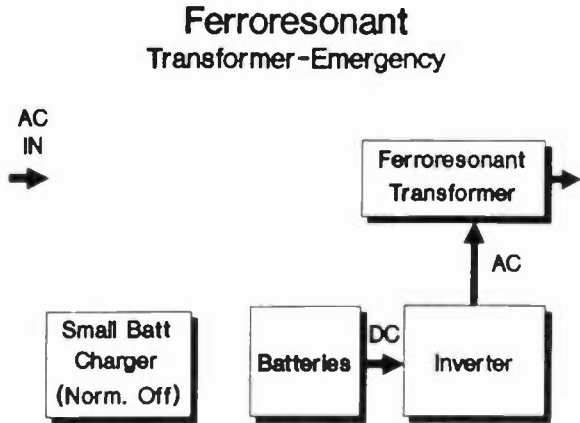 Ferroresonant
Transformer-Emergency
AC
IN
Ferroresonant
Transformer
AC
Small Batt
Charger
(Norm. Off)
Batteries
DC
Inverter